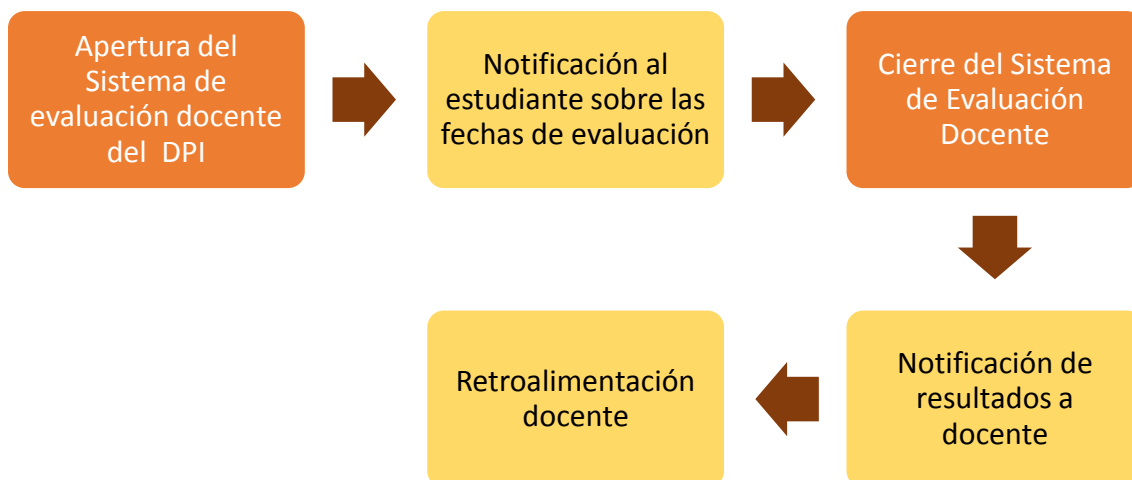 Apertura del
Sistema de
evaluación docente
del DPI
Notificación al
estudiante sobre las
fechas de evaluación
Cierre del Sistema
de Evaluación
Docente
Notificación de
resultados a
docente
Retroalimentación
docente